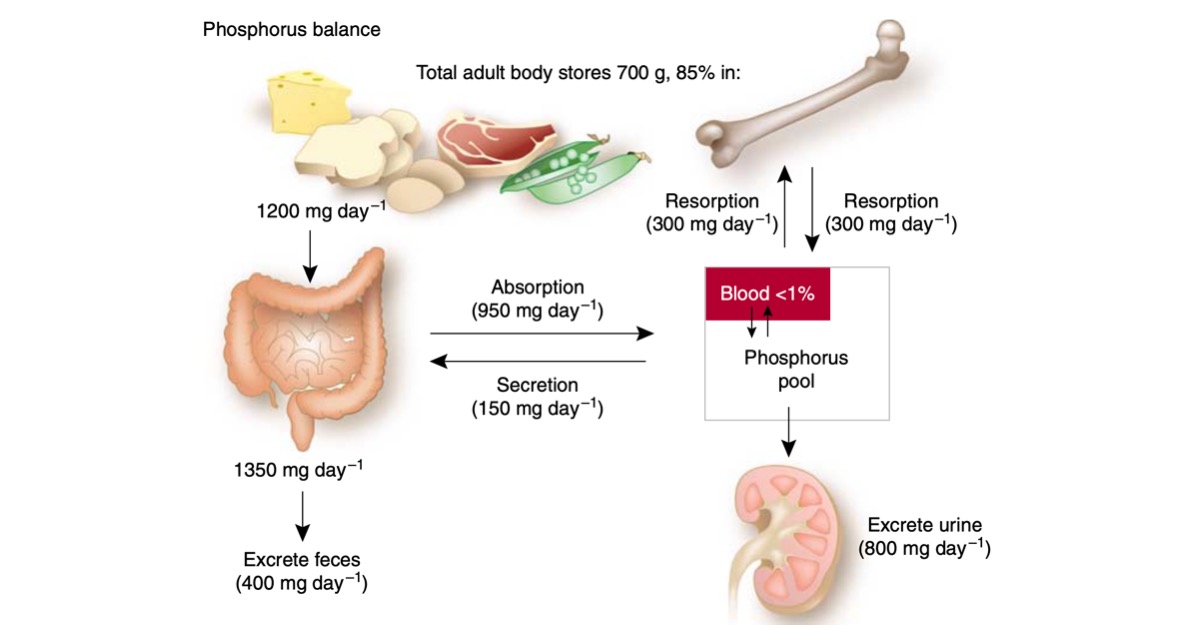 Phosphorus balance
Total adult body stores 700 g, 85% in:
1200 mg day⁻¹
Resorption
(300 mg day⁻¹)
Resorption
(300 mg day⁻¹)
Absorption
(950 mg day⁻¹)
Secretion
(150 mg day⁻¹)
Blood <1%
Phosphorus
pool
1350 mg day⁻¹
Excrete feces
(400 mg day⁻¹)
Excrete urine
(800 mg day⁻¹)